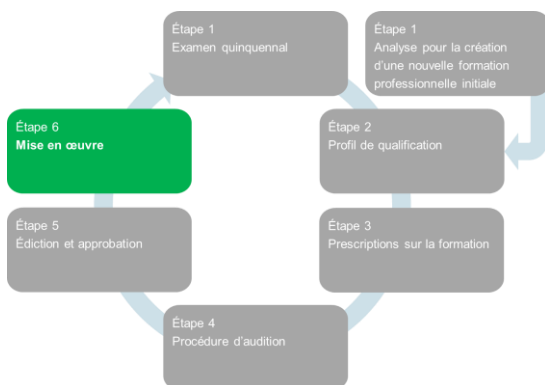 Étape 1
Examen quinquennal
Étape 1
Analyse pour la création
d'une nouvelle formation
professionnelle initiale
Étape 6
Mise en œuvre
Étape 2
Profil de qualification
Étape 5
Édiction et approbation
Étape 3
Prescriptions sur la formation
Étape 4
Procédure d'audition